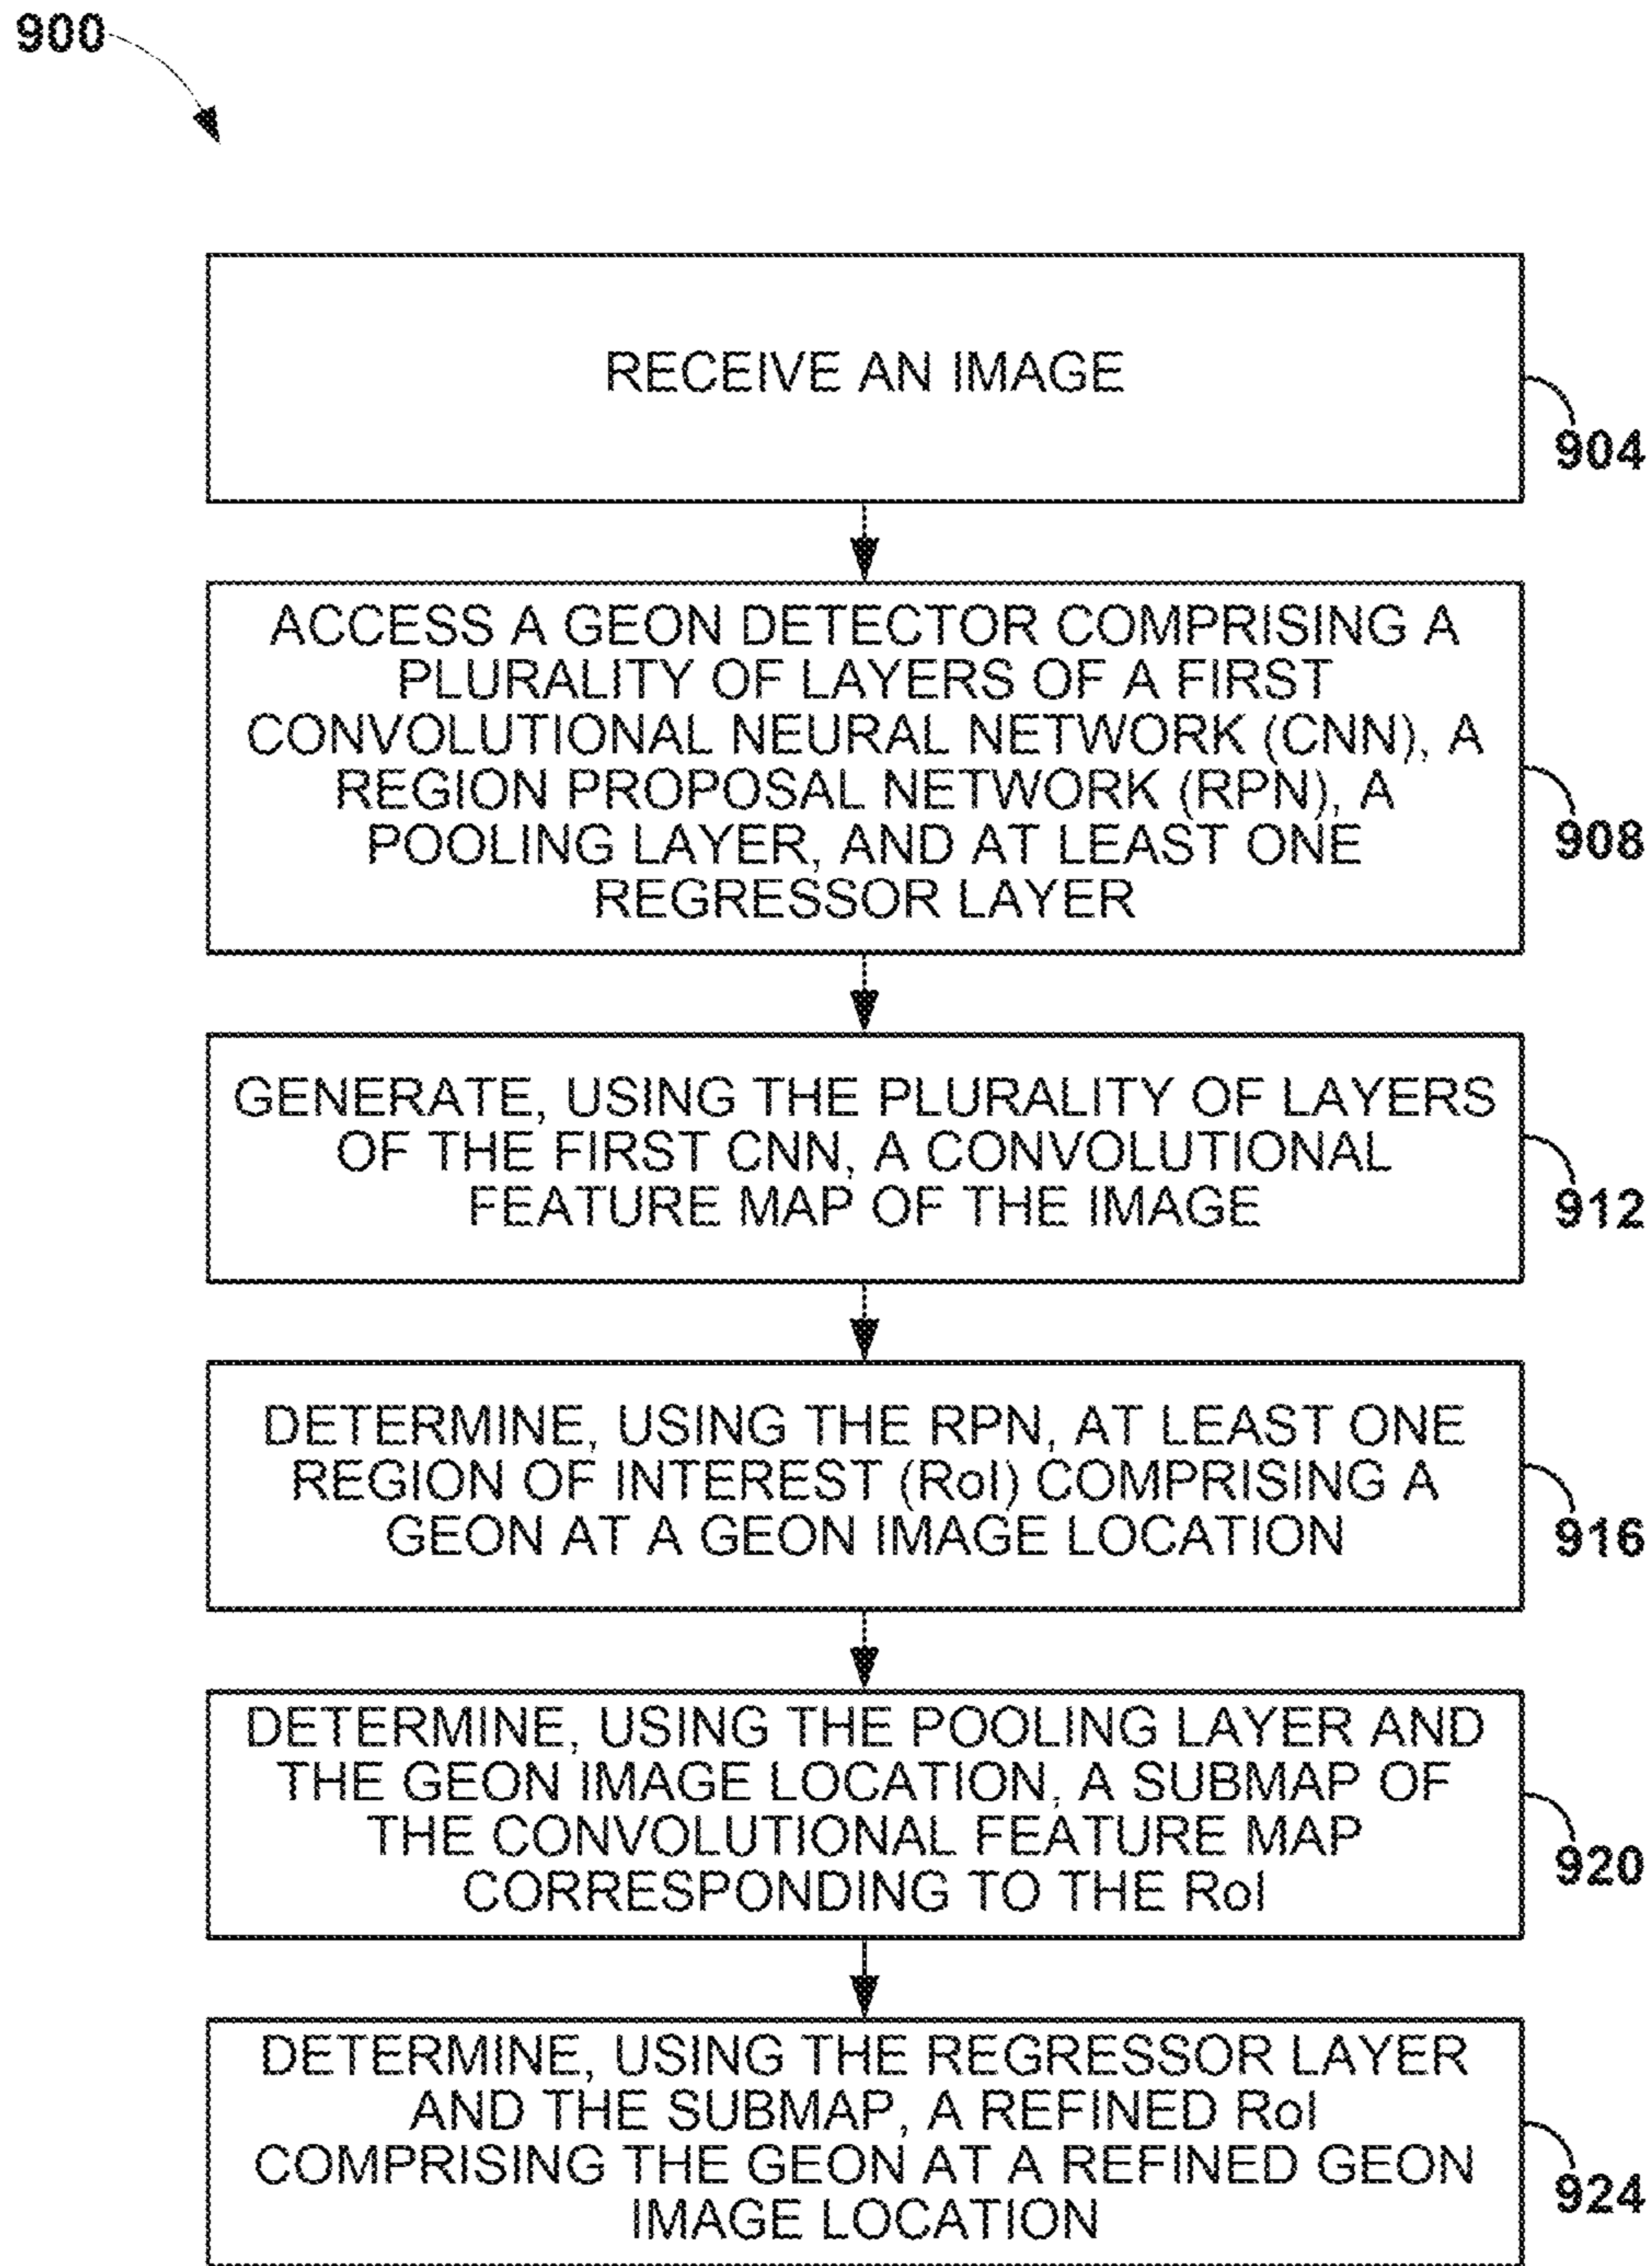 900
RECEIVE AN IMAGE
904
ACCESS A GEON DETECTOR COMPRISING A
PLURALITY OF LAYERS OF A FIRST
CONVOLUTIONAL NEURAL NETWORK (CNN), A
REGION PROPOSAL NETWORK (RPN), A
POOLING LAYER, AND AT LEAST ONE
REGRESSOR LAYER
908
GENERATE, USING THE PLURALITY OF LAYERS
OF THE FIRST CNN, A CONVOLUTIONAL
FEATURE MAP OF THE IMAGE
912
DETERMINE, USING THE RPN, AT LEAST ONE
REGION OF INTEREST (RoI) COMPRISING A
GEON AT A GEON IMAGE LOCATION
916
DETERMINE, USING THE POOLING LAYER AND
THE GEON IMAGE LOCATION, A SUBMAP OF
THE CONVOLUTIONAL FEATURE MAP
CORRESPONDING TO THE RoI
920
DETERMINE, USING THE REGRESSOR LAYER
AND THE SUBMAP, A REFINED RoI
COMPRISING THE GEON AT A REFINED GEON
IMAGE LOCATION
924